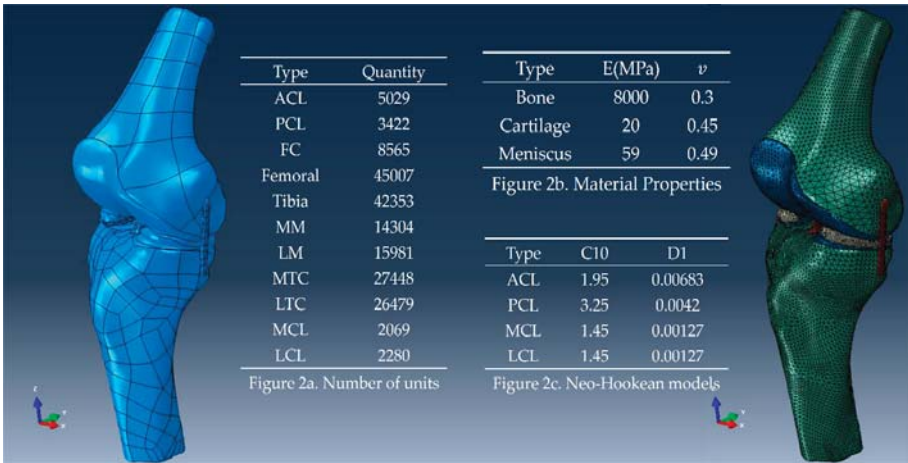 Type Quantity
ACL 5029
PCL 3422
FC 8565
Femoral 45007
Tibia 42353
MM 14304
LM 15981
MTC 27448
LTC 26479
MCL 2069
LCL 2280
Figure 2a. Number of units
Type E(MPa) ν
Bone 8000 0.3
Cartilage 20 0.45
Meniscus 59 0.49
Figure 2b. Material Properties
Type C10 D1
ACL 1.95 0.00683
PCL 3.25 0.0042
MCL 1.45 0.00127
LCL 1.45 0.00127
Figure 2c. Neo-Hookean models